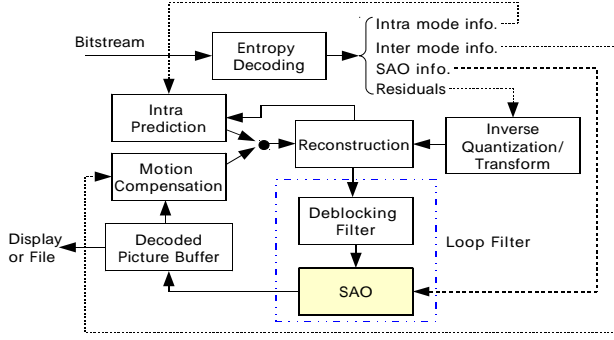 Bitstream
Entropy
Decoding
Intra mode info.
Inter mode info.
SAO info.
Residuals
Intra
Prediction
Reconstruction
Inverse
Quantization/
Transform
Motion
Compensation
Deblocking
Filter
Loop Filter
Display
or File
Decoded
Picture Buffer
SAO